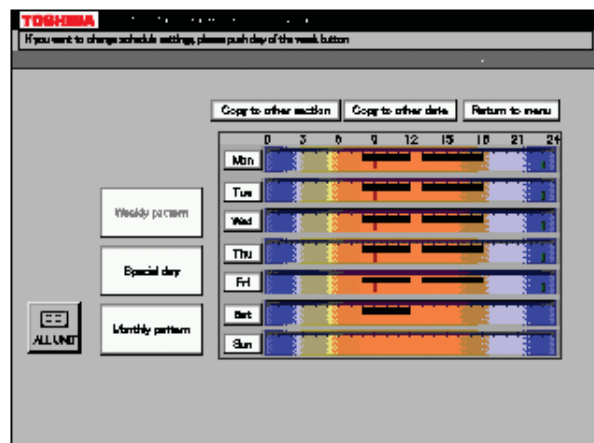 TOSHIBA
If you want to change schedule settings, please push day of the week button
Copy to other section Copy to other date Return to menu
0 3 6 9 12 15 18 21 24
Mon
Tue
Weekly pattern
Wed
Thu
Special day
Fri
Sat
Monthly pattern
Sun
ALL UNIT